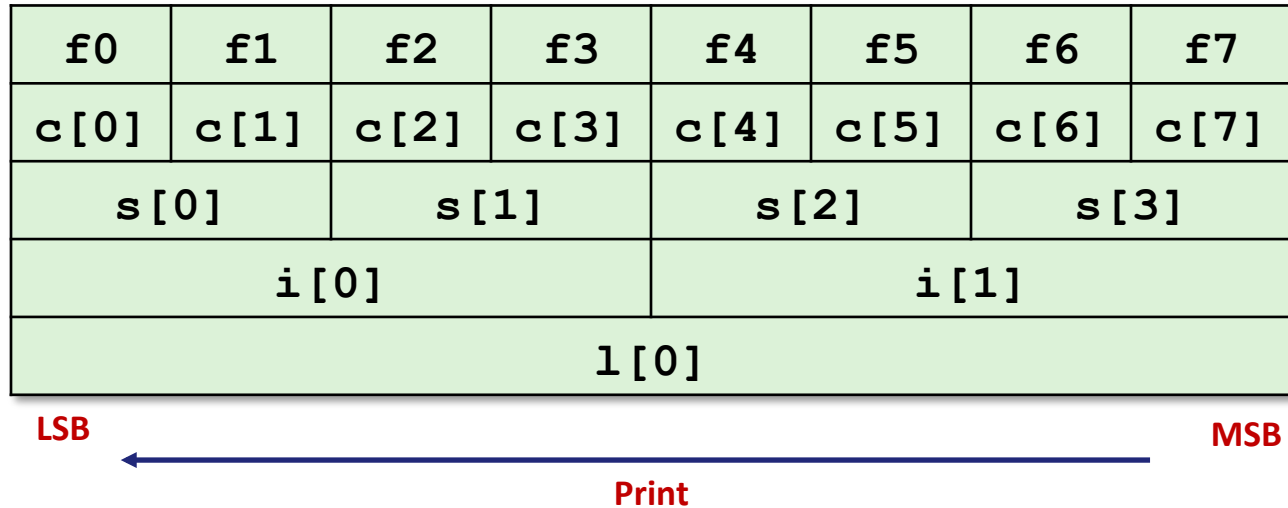 f0 f1 f2 f3 f4 f5 f6 f7
c[0] c[1] c[2] c[3] c[4] c[5] c[6] c[7]
s[0] s[1] s[2] s[3]
i[0] i[1]
l[0]
LSB MSB
Print